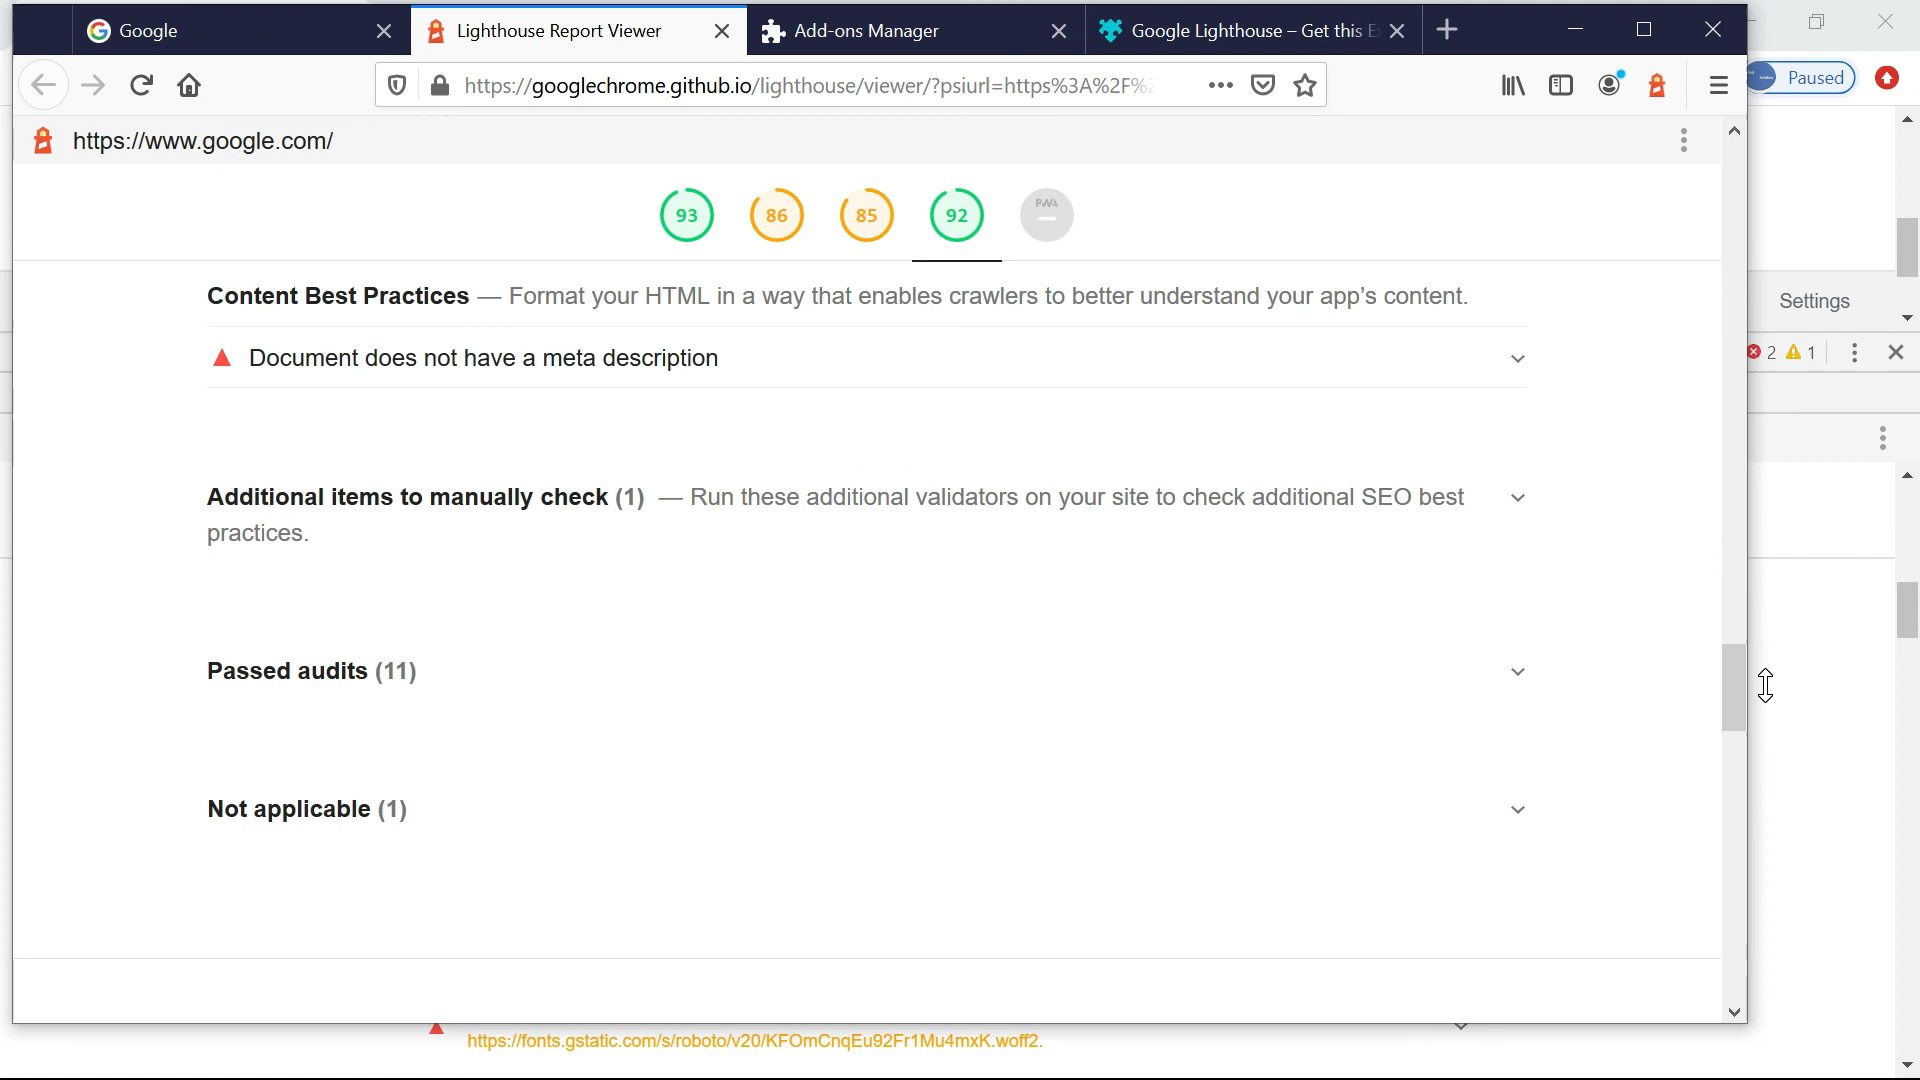 Google
Lighthouse Report Viewer
Add-ons Manager
Google Lighthouse – Get this
https://googlechrome.github.io/lighthouse/viewer/?psiurl=https%3A%2F%
Paused
https://www.google.com/
93
86
85
92
PWA
Content Best Practices — Format your HTML in a way that enables crawlers to better understand your app's content.
Settings
Document does not have a meta description
2
1
Additional items to manually check (1) — Run these additional validators on your site to check additional SEO best
practices.
Passed audits (11)
Not applicable (1)
https://fonts.gstatic.com/s/roboto/v20/KFOmCnqEu92Fr1Mu4mxK.woff2.